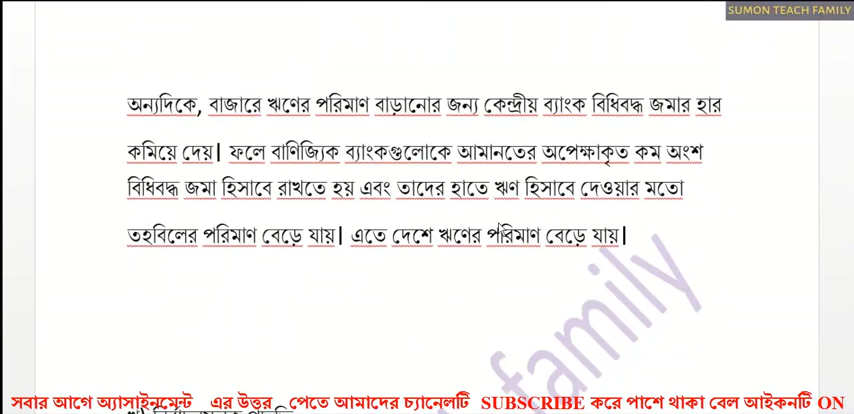 SUMON TEACH FAMILY
অন্যদিকে, বাজারে ঋণের পরিমাণ বাড়ানোর জন্য কেন্দ্রীয় ব্যাংক বিধিবদ্ধ জমার হার
কমিয়ে দেয়। ফলে বাণিজ্যিক ব্যাংকগুলোকে আমানতের অপেক্ষাকৃত কম অংশ
বিধিবদ্ধ জমা হিসাবে রাখতে হয় এবং তাদের হাতে ঋণ হিসাবে দেওয়ার মতো
তহবিলের পরিমাণ বেড়ে যায়। এতে দেশে ঋণের পরিমাণ বেড়ে যায়।
family
সবার আগে অ্যাসাইনমেন্ট এর উত্তর পেতে আমাদের চ্যানেলটি SUBSCRIBE করে পাশে থাকা বেল আইকনটি ON